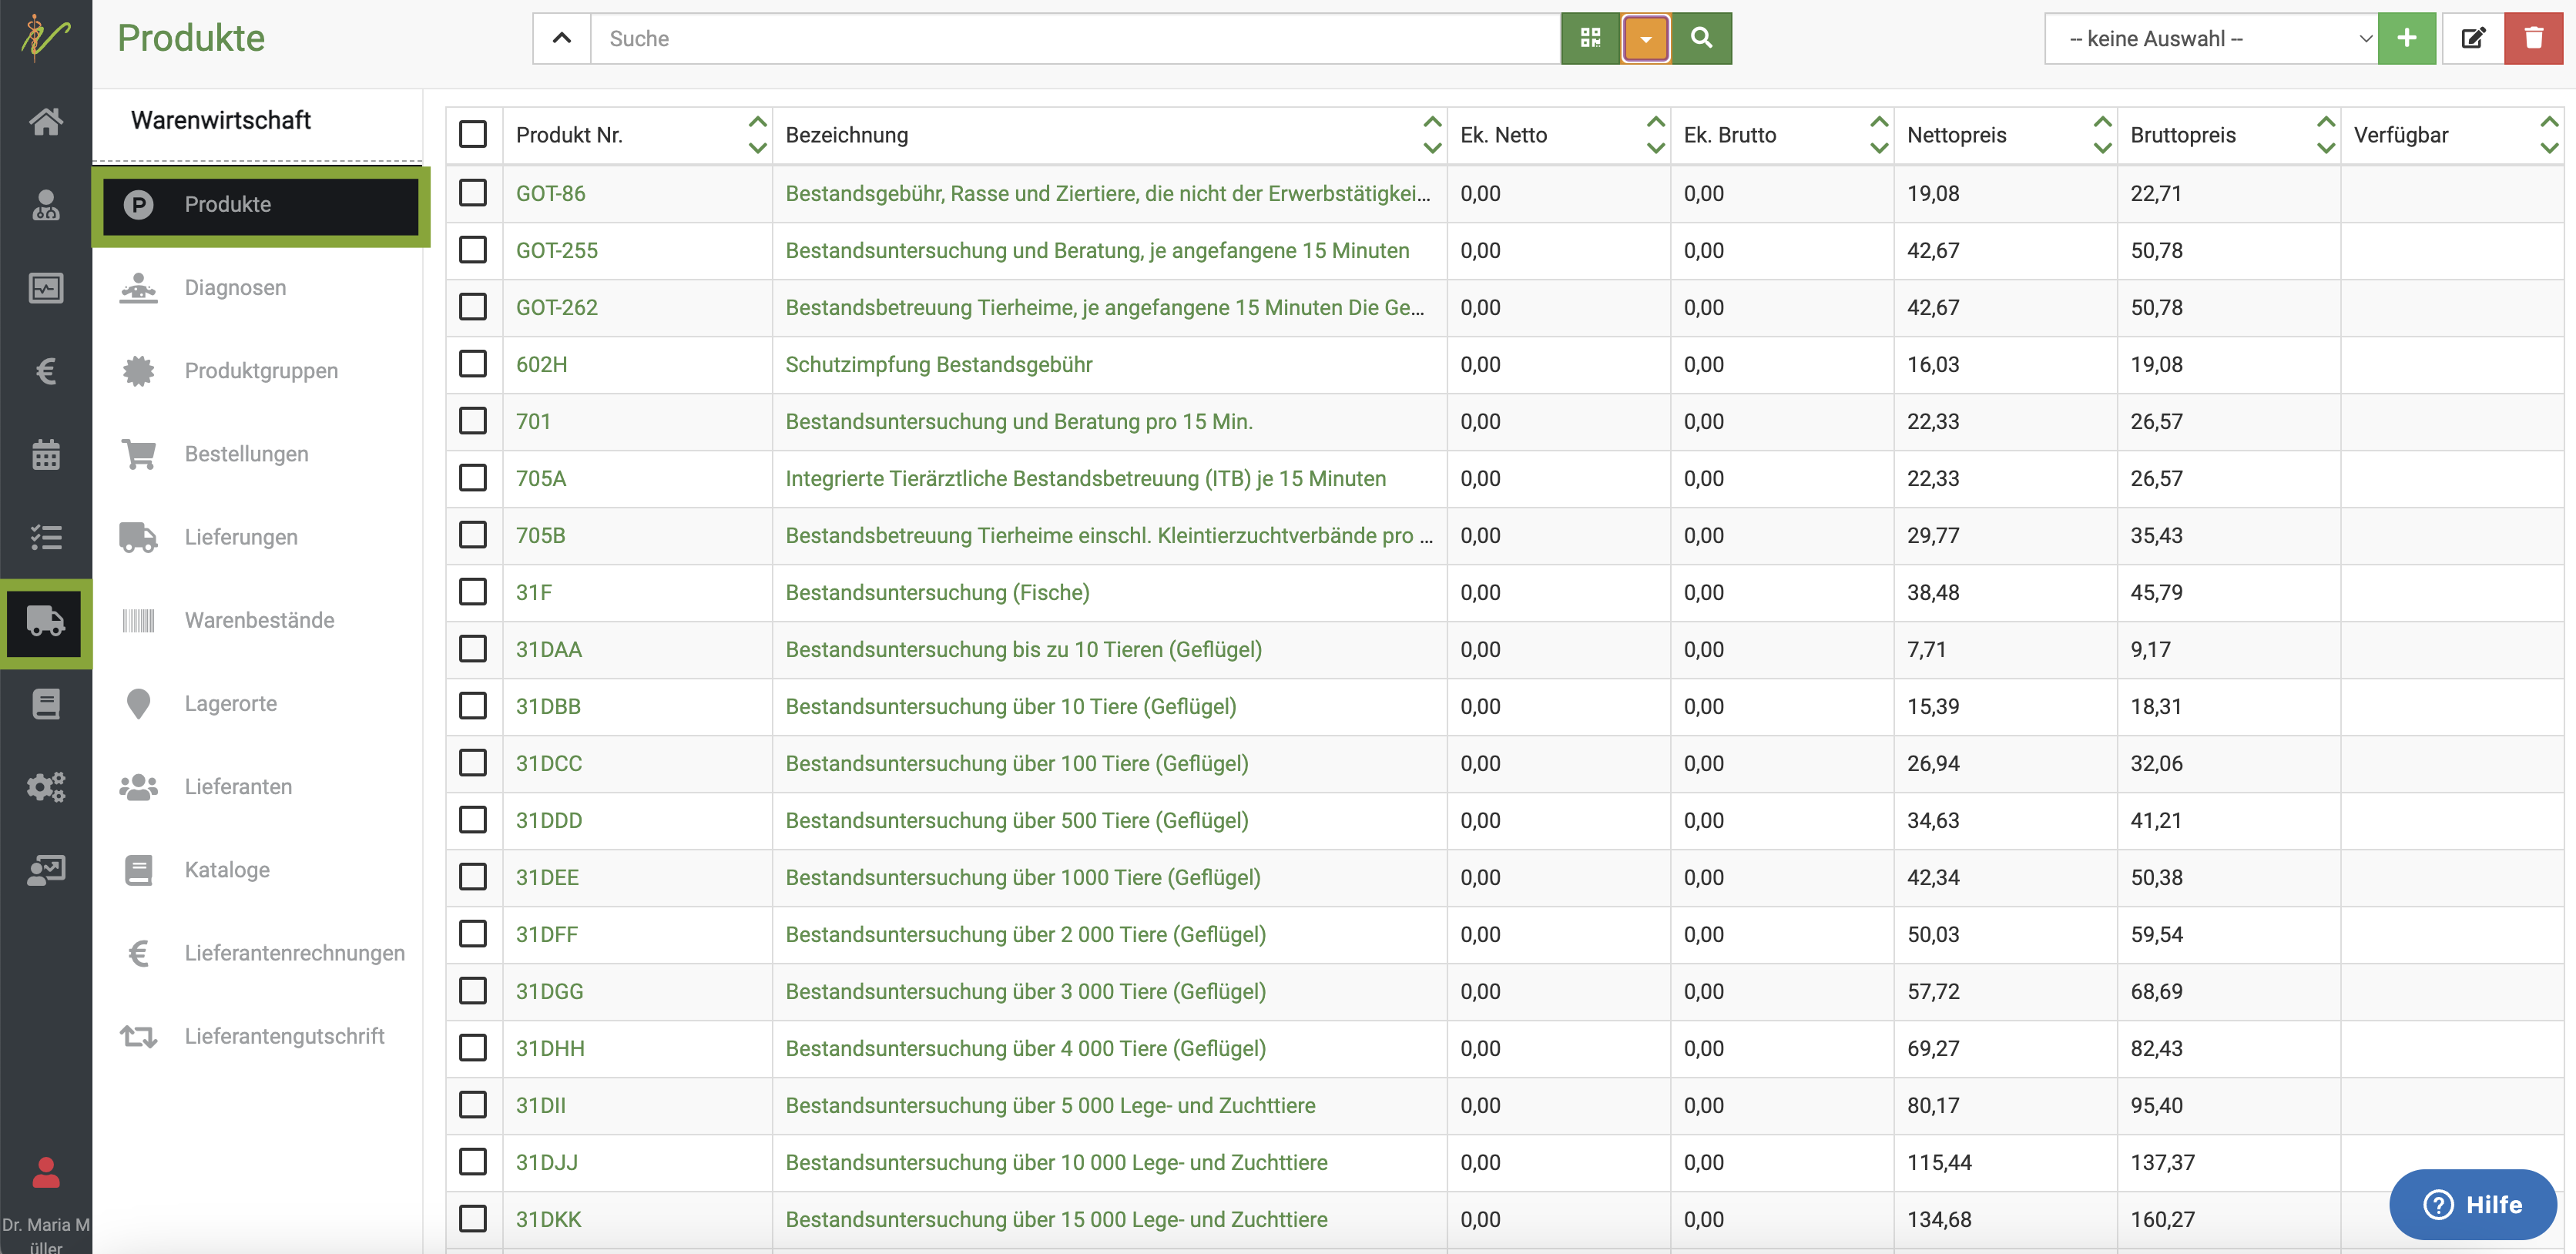 Produkte
Suche
-- keine Auswahl --
Warenwirtschaft
Produkte
Diagnosen
Produktgruppen
Bestellungen
Lieferungen
Warenbestände
Lagerorte
Lieferanten
Kataloge
Lieferantenrechnungen
Lieferantengutschrift
Dr. Maria M
üller
Produkt Nr. Bezeichnung Ek. Netto Ek. Brutto Nettopreis Bruttopreis Verfügbar
GOT-86 Bestandsgebühr, Rasse und Ziertiere, die nicht der Erwerbstätigkei... 0,00 0,00 19,08 22,71
GOT-255 Bestandsuntersuchung und Beratung, je angefangene 15 Minuten 0,00 0,00 42,67 50,78
GOT-262 Bestandsbetreuung Tierheime, je angefangene 15 Minuten Die Ge... 0,00 0,00 42,67 50,78
602H Schutzimpfung Bestandsgebühr 0,00 0,00 16,03 19,08
701 Bestandsuntersuchung und Beratung pro 15 Min. 0,00 0,00 22,33 26,57
705A Integrierte Tierärztliche Bestandsbetreuung (ITB) je 15 Minuten 0,00 0,00 22,33 26,57
705B Bestandsbetreuung Tierheime einschl. Kleintierzuchtverbände pro ... 0,00 0,00 29,77 35,43
31F Bestandsuntersuchung (Fische) 0,00 0,00 38,48 45,79
31DAA Bestandsuntersuchung bis zu 10 Tieren (Geflügel) 0,00 0,00 7,71 9,17
31DBB Bestandsuntersuchung über 10 Tiere (Geflügel) 0,00 0,00 15,39 18,31
31DCC Bestandsuntersuchung über 100 Tiere (Geflügel) 0,00 0,00 26,94 32,06
31DDD Bestandsuntersuchung über 500 Tiere (Geflügel) 0,00 0,00 34,63 41,21
31DEE Bestandsuntersuchung über 1000 Tiere (Geflügel) 0,00 0,00 42,34 50,38
31DFF Bestandsuntersuchung über 2 000 Tiere (Geflügel) 0,00 0,00 50,03 59,54
31DGG Bestandsuntersuchung über 3 000 Tiere (Geflügel) 0,00 0,00 57,72 68,69
31DHH Bestandsuntersuchung über 4 000 Tiere (Geflügel) 0,00 0,00 69,27 82,43
31DII Bestandsuntersuchung über 5 000 Lege- und Zuchttiere 0,00 0,00 80,17 95,40
31DJJ Bestandsuntersuchung über 10 000 Lege- und Zuchttiere 0,00 0,00 115,44 137,37
31DKK Bestandsuntersuchung über 15 000 Lege- und Zuchttiere 0,00 0,00 134,68 160,27
Hilfe